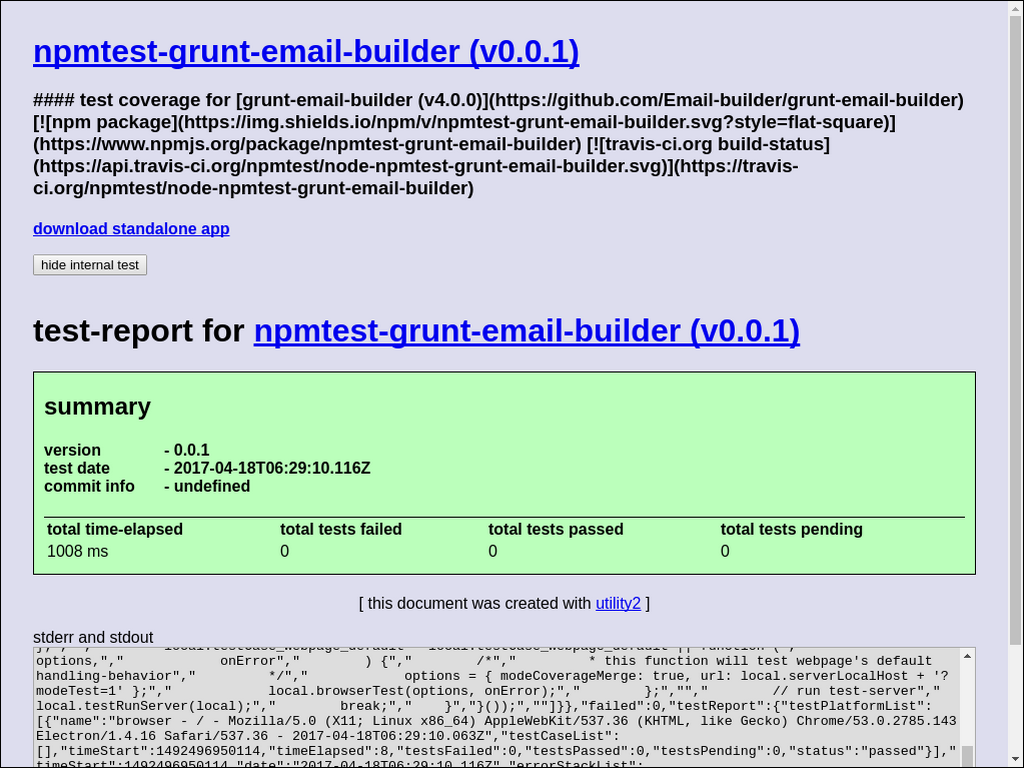 npmtest-grunt-email-builder (v0.0.1)
#### test coverage for [grunt-email-builder (v4.0.0)](https://github.com/Email-builder/grunt-email-builder)
[![npm package](https://img.shields.io/npm/v/npmtest-grunt-email-builder.svg?style=flat-square)]
(https://www.npmjs.org/package/npmtest-grunt-email-builder) [![travis-ci.org build-status]
(https://api.travis-ci.org/npmtest/node-npmtest-grunt-email-builder.svg)](https://travis-
ci.org/npmtest/node-npmtest-grunt-email-builder)
download standalone app
hide internal test
test-report for npmtest-grunt-email-builder (v0.0.1)
summary
version - 0.0.1
test date - 2017-04-18T06:29:10.116Z
commit info - undefined
total time-elapsed total tests failed total tests passed total tests pending
1008 ms 0 0 0
[ this document was created with utility2 ]
stderr and stdout
options,"," onError"," ) {"," /*"," * this function will test webpage's default
handling-behavior"," */"," options = { modeCoverageMerge: true, url: local.serverLocalHost + '?
modeTest=1' };"," local.browserTest(options, onError);"," };",""," // run test-server","
local.testRunServer(local);"," break;"," }","}());",""]}},"failed":0,"testReport":{"testPlatformList":
[{"name":"browser - / - Mozilla/5.0 (X11; Linux x86_64) AppleWebKit/537.36 (KHTML, like Gecko) Chrome/53.0.2785.143
Electron/1.4.16 Safari/537.36 - 2017-04-18T06:29:10.063Z","testCaseList":
[],"timeStart":1492496950114,"timeElapsed":8,"testsFailed":0,"testsPassed":0,"testsPending":0,"status":"passed"}],"
timeStart":1492496950114,"date":"2017-04-18T06:29:10.116Z","errorStackList":